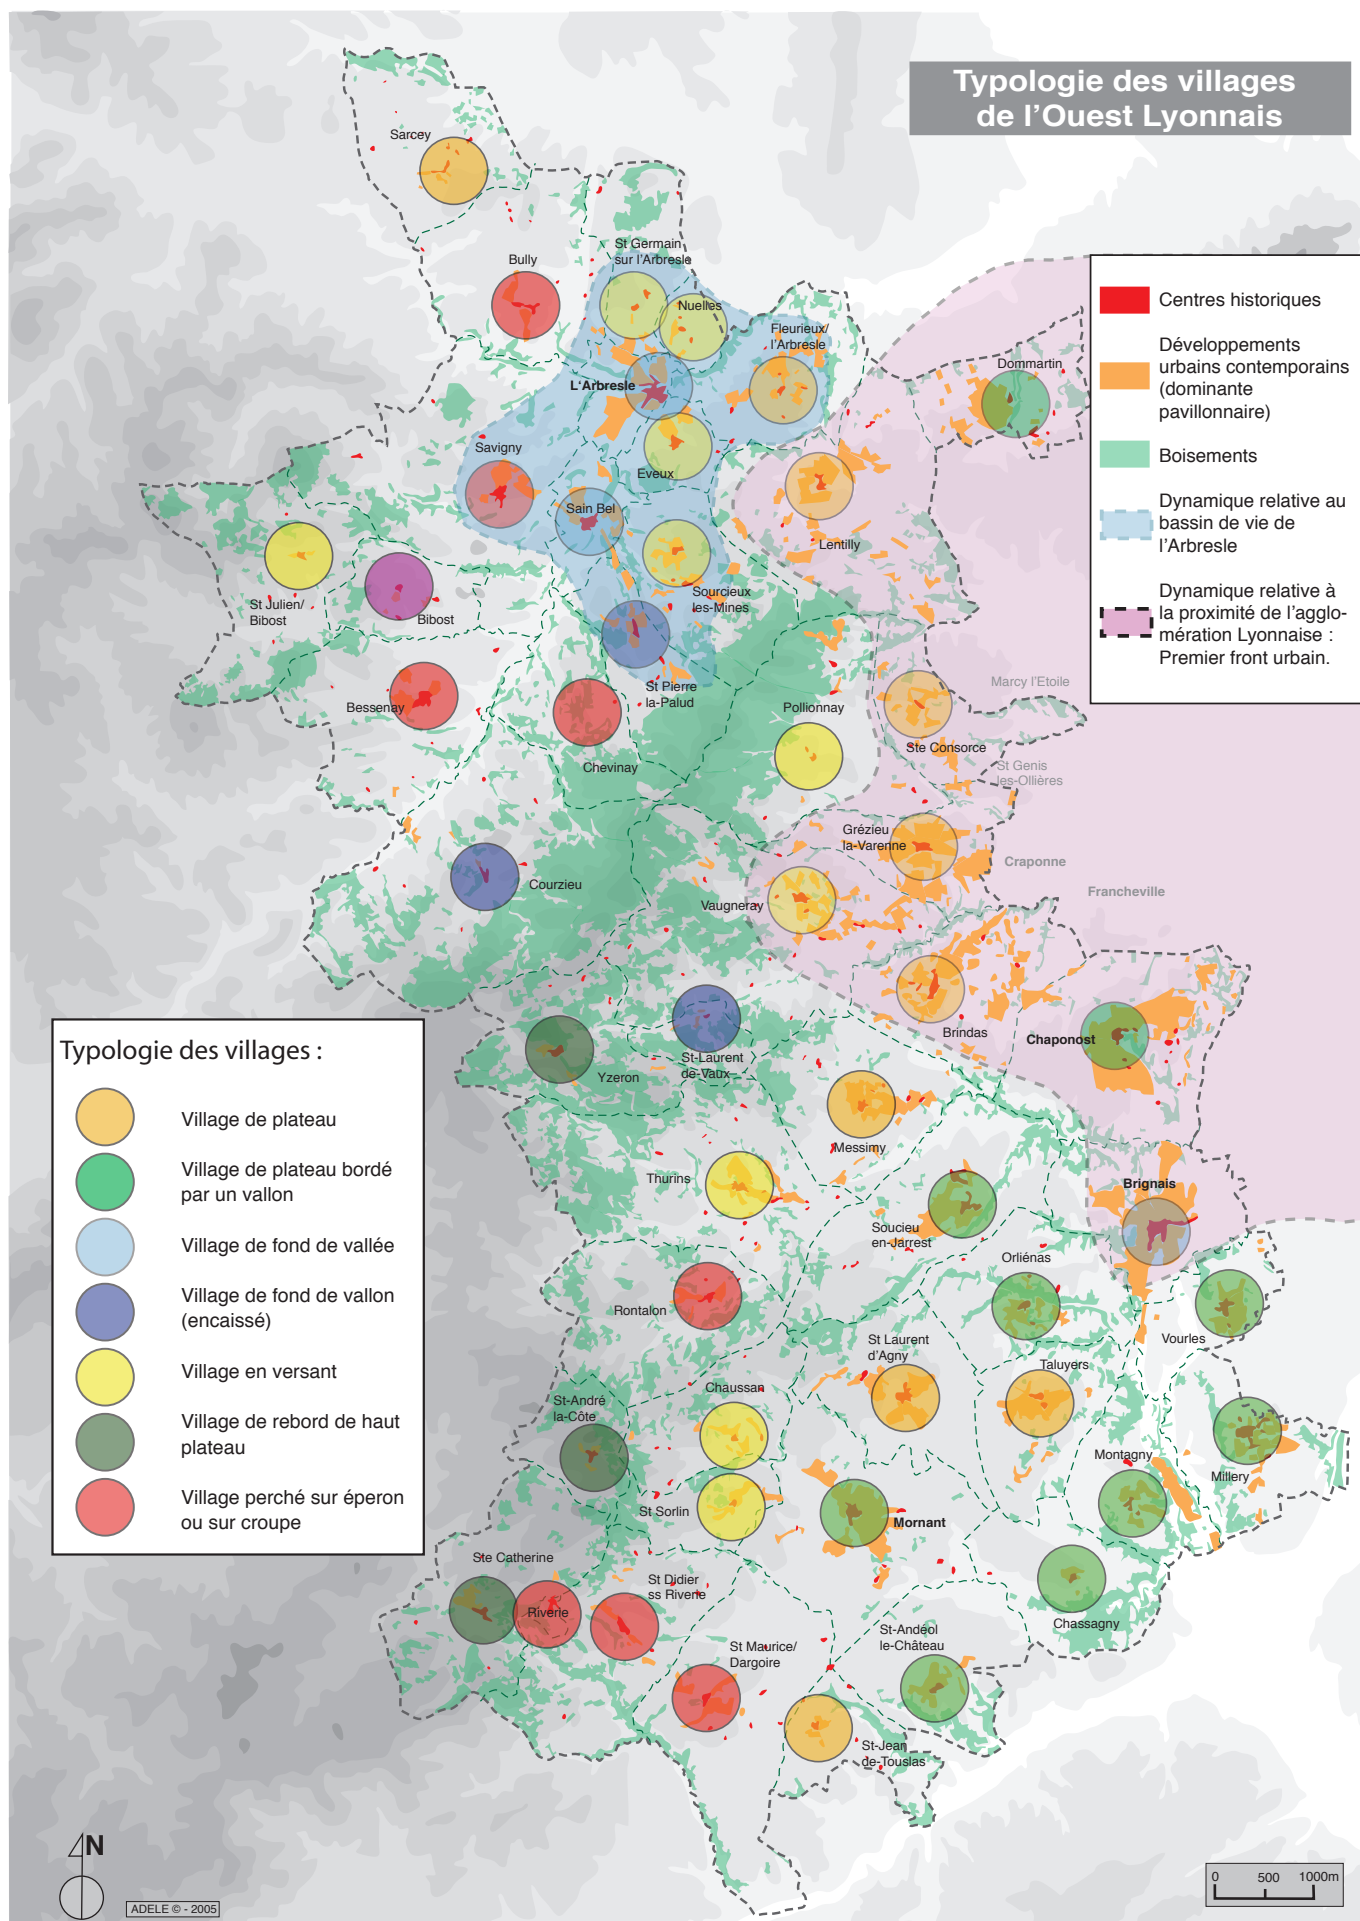 Typologie des villages
de l'Ouest Lyonnais
Sarcey
Bully
St Germain
sur l'Arbresle
Nuelles
Fleurieux/
l'Arbresle
L'Arbresle
Dommartin
Savigny
Eveux
Sain Bel
Lentilly
St Julien/
Bibost
Bibost
Sourcieux
les-Mines
Bessenay
St Pierre
la-Palud
Chevinay
Pollionnay
Marcy l'Etoile
Ste Consorce
St Genis
les-Ollières
Grézieu
la-Varenne
Craponne
Francheville
Courzieu
Vaugneray
Brindas
Chaponost
Yzeron
St-Laurent
de-Vaux
Messimy
Thurins
Brignais
Soucieu
en-Jarrest
Orliénas
Rontalon
Vourles
St Laurent
d'Agny
Taluyers
Chaussan
St-André
la-Côte
Montagny
Millery
St Sorlin
Mornant
Ste Catherine
St Didier
ss Riverie
Riverie
Chassagny
St-Andéol
le-Château
St Maurice/
Dargoire
St-Jean
de-Touslas
Centres historiques
Développements
urbains contemporains
(dominante
pavillonnaire)
Boisements
Dynamique relative au
bassin de vie de
l'Arbresle
Dynamique relative à
la proximité de l'agglo-
mération Lyonnaise :
Premier front urbain.
Typologie des villages :
Village de plateau
Village de plateau bordé
par un vallon
Village de fond de vallée
Village de fond de vallon
(encaissé)
Village en versant
Village de rebord de haut
plateau
Village perché sur éperon
ou sur croupe
N
ADELE © - 2005
0 500 1000m